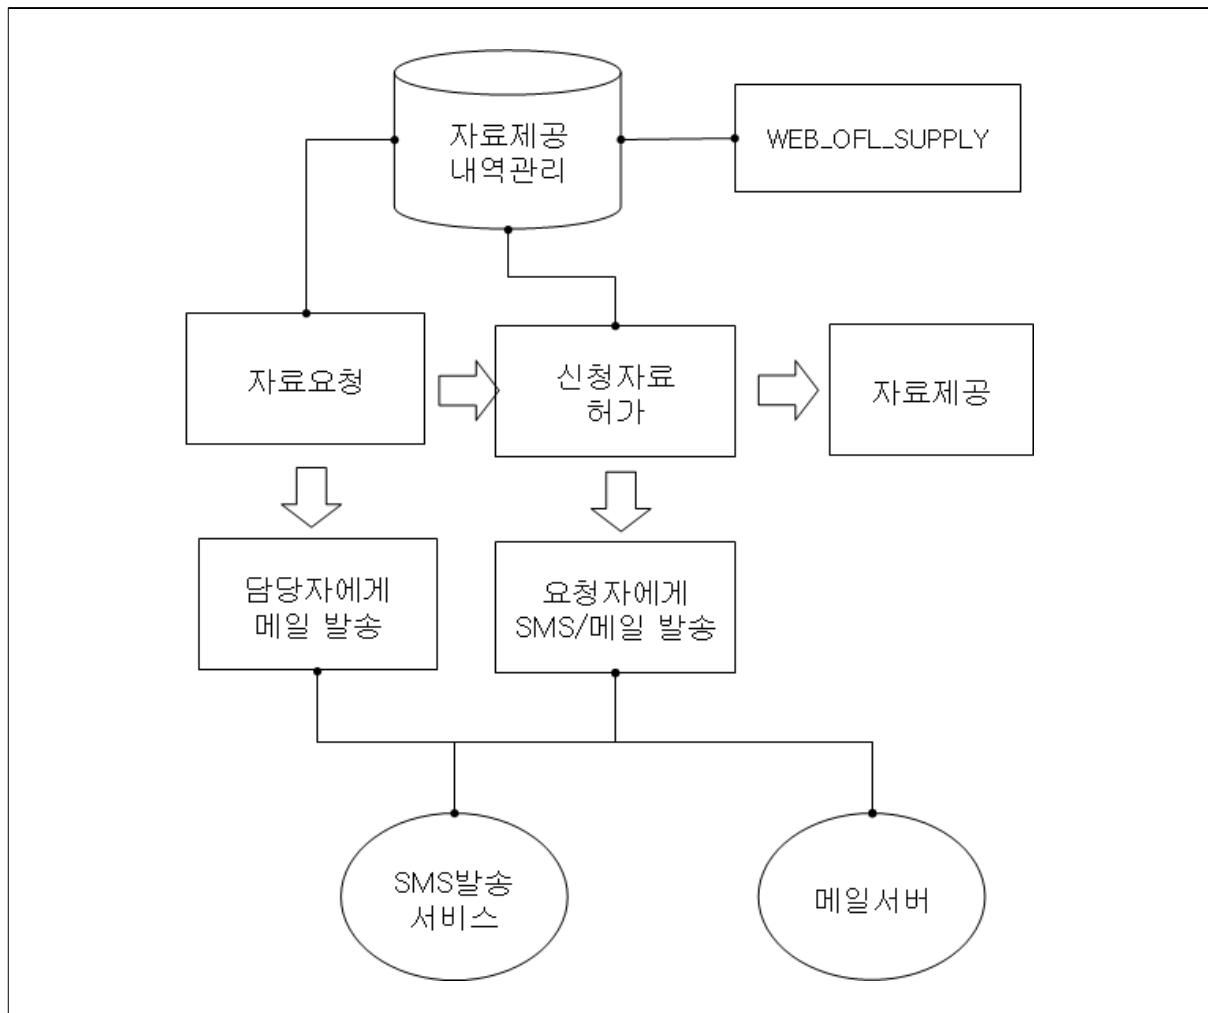 자료제공
내역관리
WEB_OFL_SUPPLY
자료요청
신청자료
허가
자료제공
담당자에게
메일 발송
요청자에게
SMS/메일 발송
SMS발송
서비스
메일서버